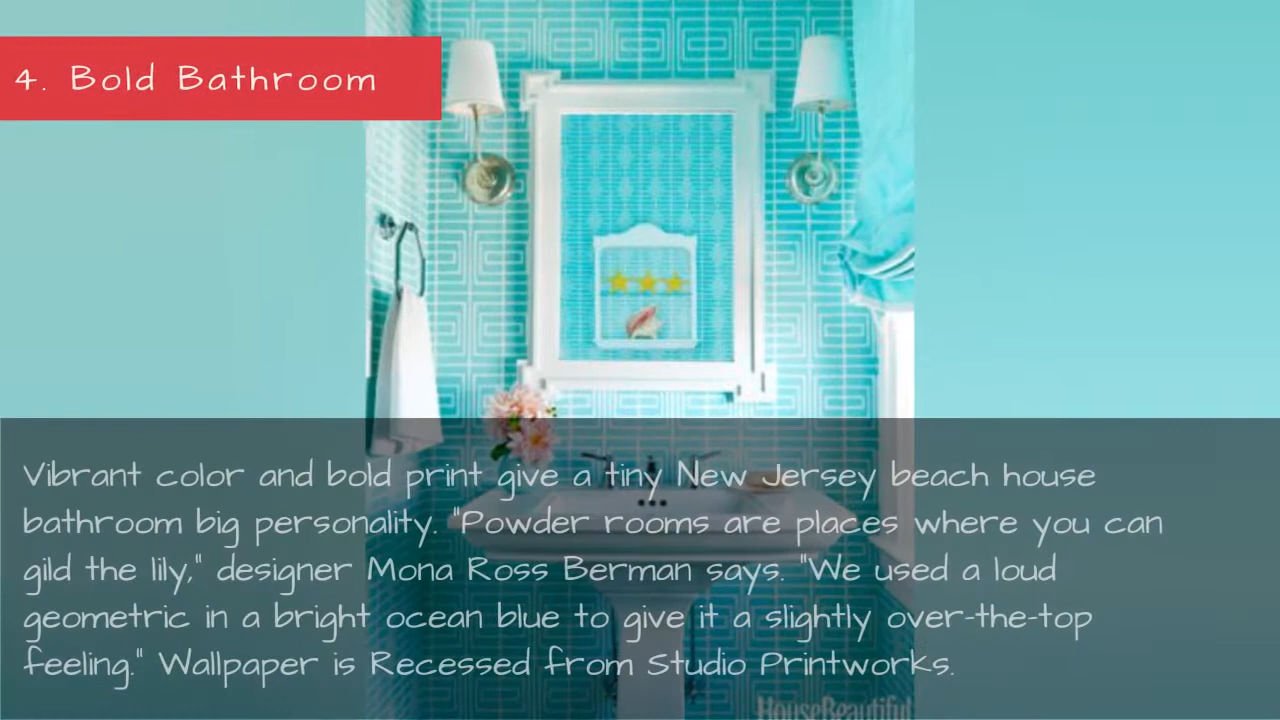 4. Bold Bathroom
Vibrant color and bold print give a tiny New Jersey beach house
bathroom big personality. "Powder rooms are places where you can
gild the lily," designer Mona Ross Berman says. "We used a loud
geometric in a bright ocean blue to give it a slightly over-the-top
feeling." Wallpaper is Recessed from Studio Printworks.
HouseBeautiful